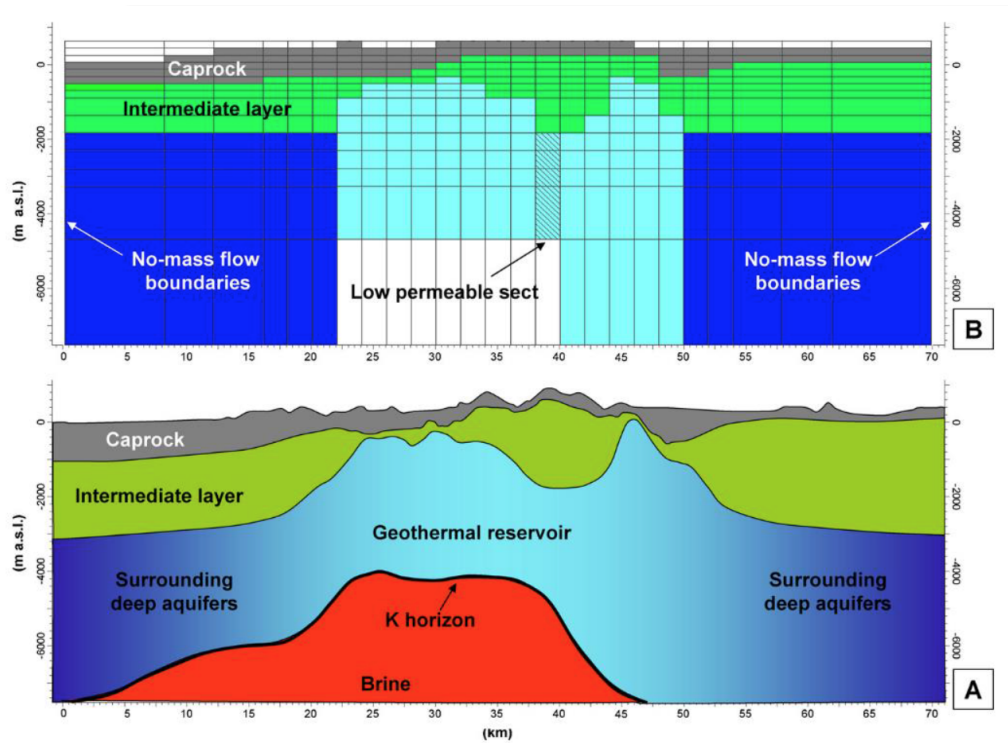 0
-2000
-4000
-6000
(m a.s.l.)
Caprock
Intermediate layer
No-mass flow
boundaries
Low permeable sect
No-mass flow
boundaries
0
-2000
-4000
-6000
B
0 5 10 15 20 25 30 35 40 45 50 55 60 65 70
0
-2000
-4000
-6000
(m a.s.l.)
Caprock
Intermediate layer
Geothermal reservoir
Surrounding
deep aquifers
K horizon
Brine
Surrounding
deep aquifers
0
-2000
-4000
-6000
A
0 5 10 15 20 25 30 35 40 45 50 55 60 65 70
(km)